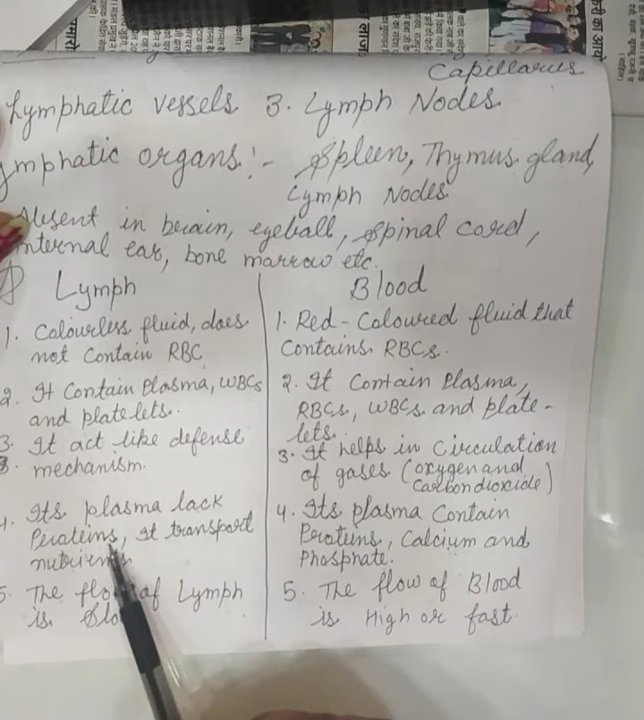 Capillaries
Lymphatic vessels 3. Lymph Nodes
mphatic organs:- Spleen, Thymus gland,
Lymph Nodes
Absent in brain, eyeball, Spinal cord,
internal ear, bone marrow etc.
Lymph
1. Colourless fluid, does
not Contain RBC
2. It Contain Plasma, WBCs
and platelets.
3. It act like defense
mechanism.
4. Its plasma lack
Proteins, It transport
nutrients
5. The flow of Lymph
is Slo
Blood
1. Red-Coloured fluid that
Contains RBCs.
2. It Contain Plasma,
RBCs, WBCs and plate-
lets.
3. It helps in Circulation
of gases (oxygen and
Carbondioxide)
4. Its plasma Contain
Proteins, Calcium and
Phosphate.
5. The flow of Blood
is High or fast